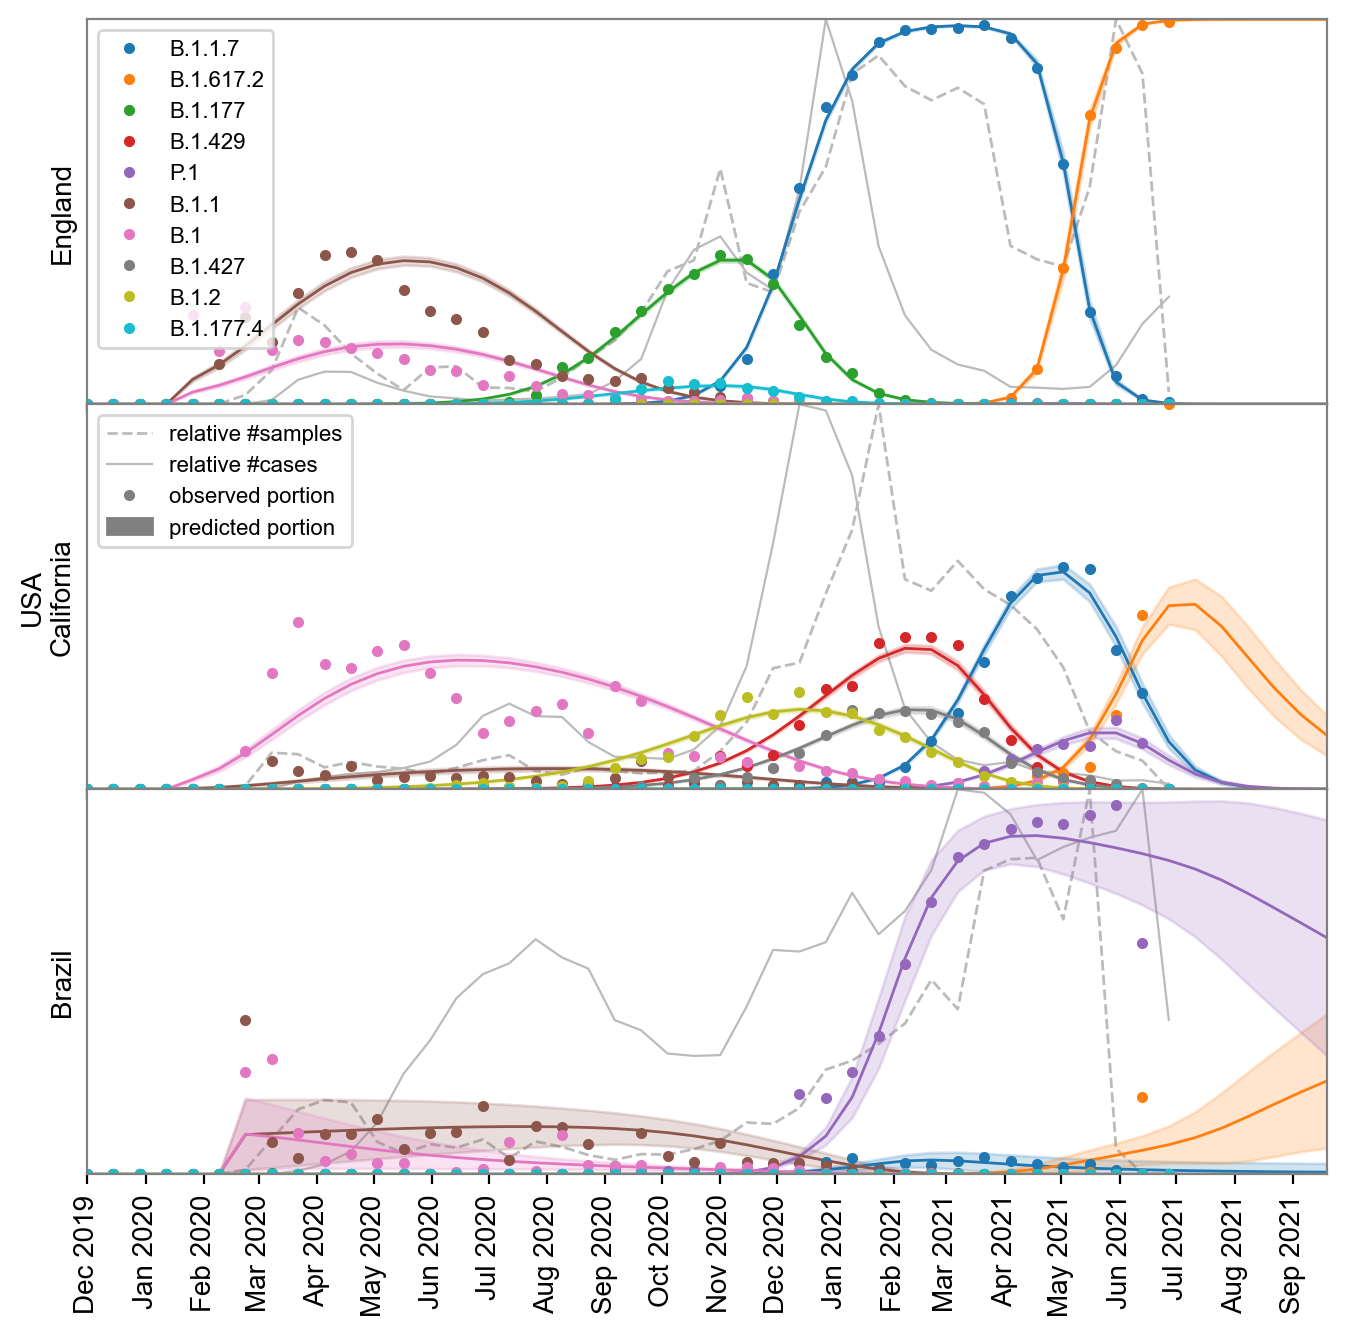 England
B.1.1.7
B.1.617.2
B.1.177
B.1.429
P.1
B.1.1
B.1
B.1.427
B.1.2
B.1.177.4
USA
California
relative #samples
relative #cases
observed portion
predicted portion
Brazil
Dec 2019
Jan 2020
Feb 2020
Mar 2020
Apr 2020
May 2020
Jun 2020
Jul 2020
Aug 2020
Sep 2020
Oct 2020
Nov 2020
Dec 2020
Jan 2021
Feb 2021
Mar 2021
Apr 2021
May 2021
Jun 2021
Jul 2021
Aug 2021
Sep 2021